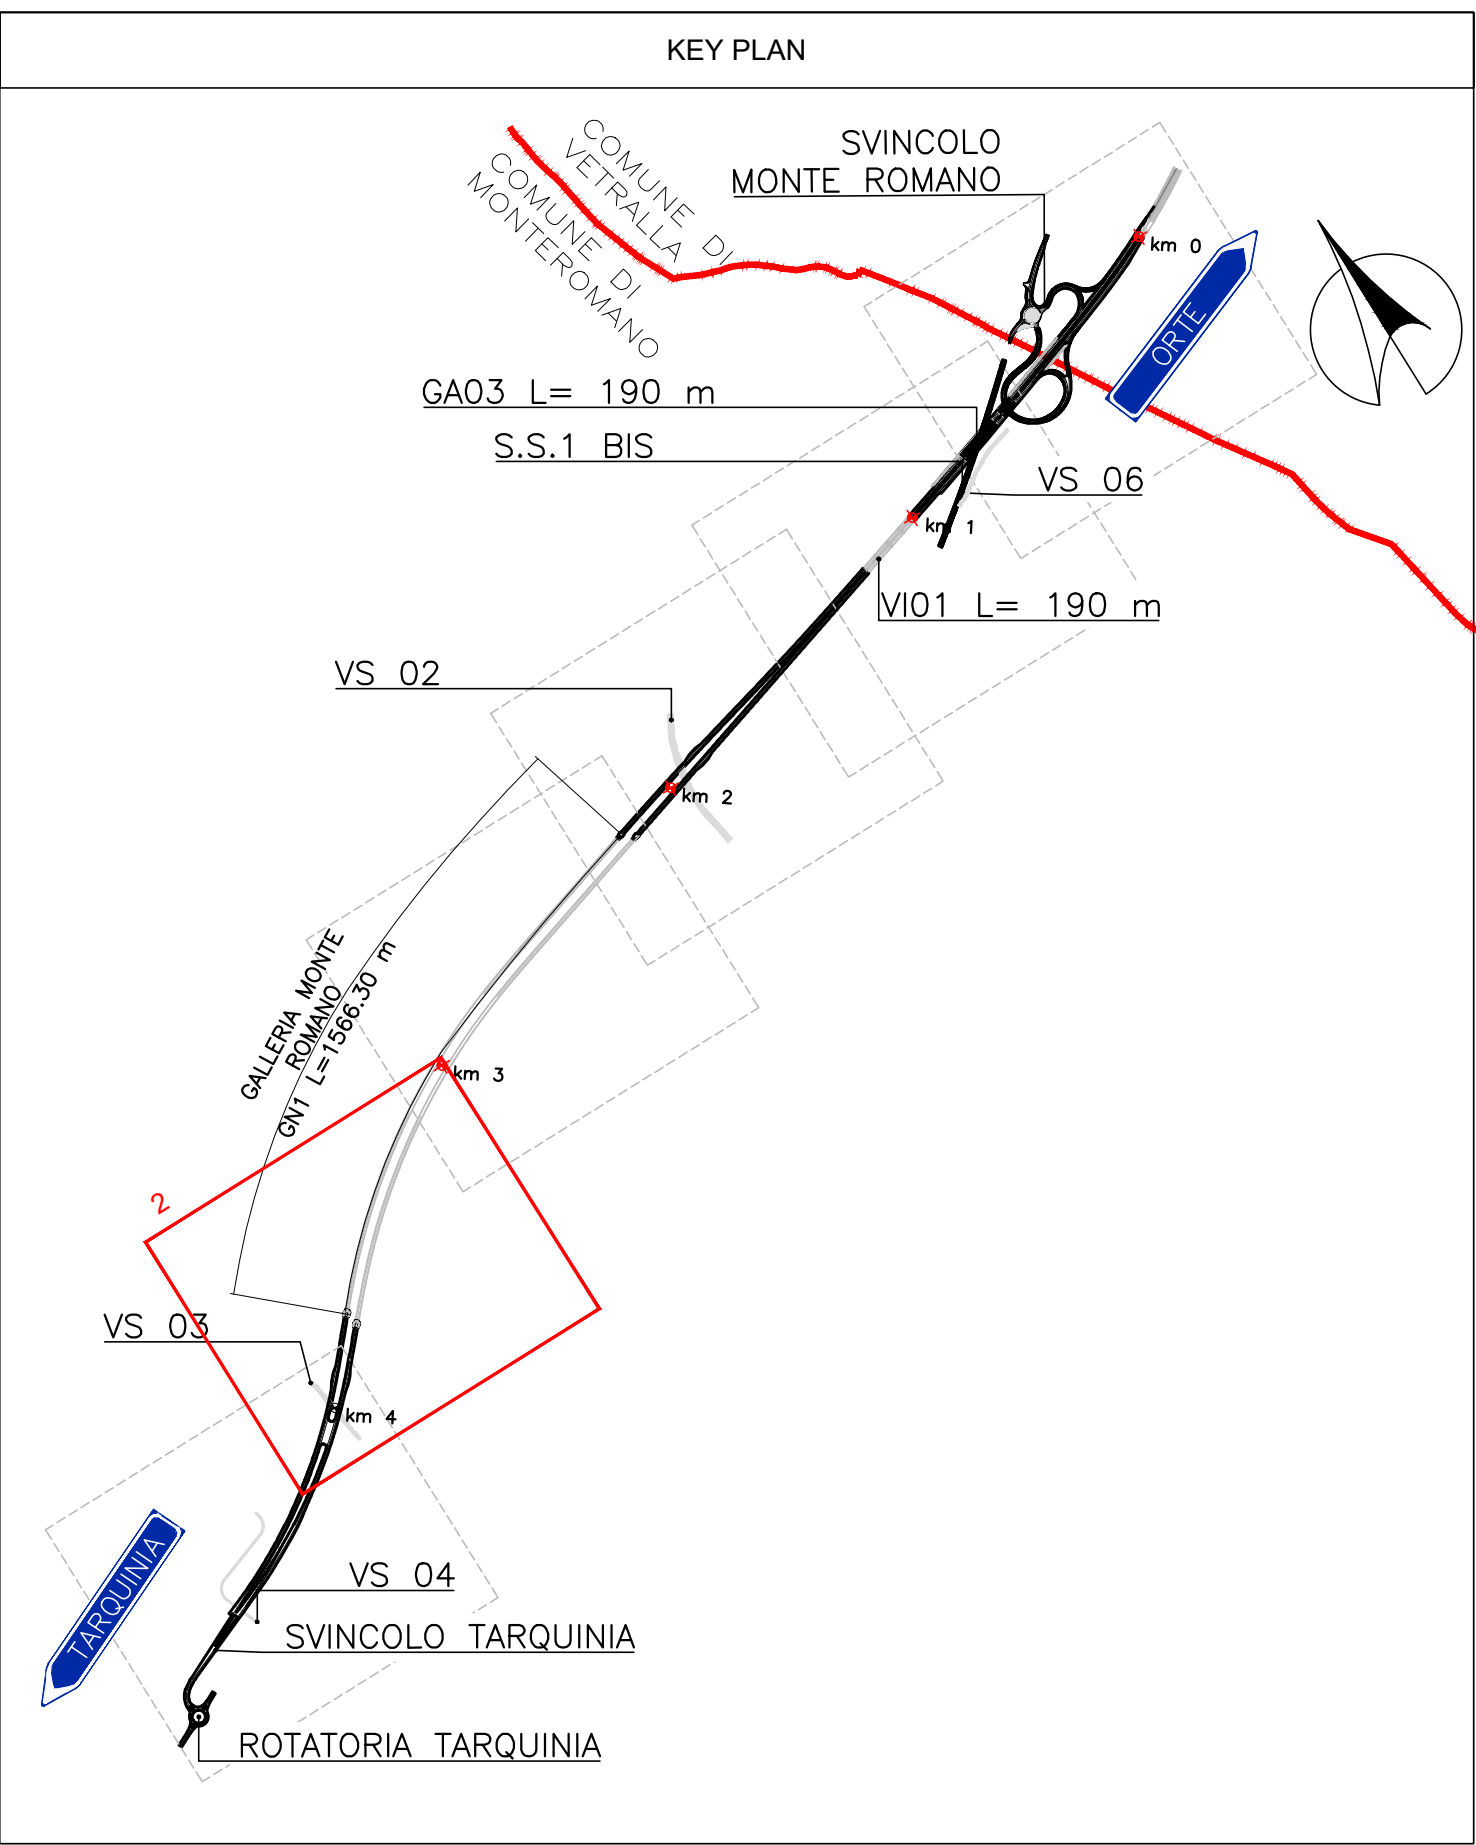 KEY PLAN
COMUNE DI
VETRALLA
COMUNE DI
MONTEROMANO
SVINCOLO
MONTE ROMANO
km 0
ORTE
GA03 L= 190 m
S.S.1 BIS
VS 06
km 1
VI01 L= 190 m
VS 02
km 2
GALLERIA MONTE
ROMANO
GN1 L=1566.30 m
km 3
2
VS 03
km 4
TARQUINIA
VS 04
SVINCOLO TARQUINIA
ROTATORIA TARQUINIA